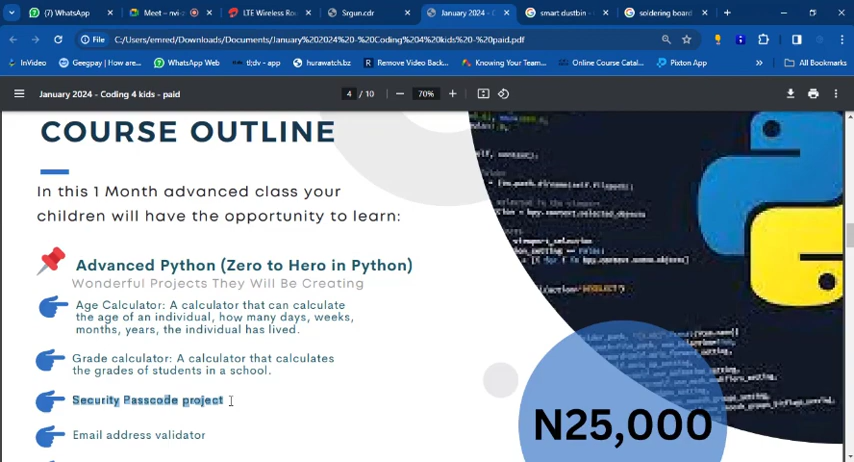 (7) WhatsApp
Meet – nvi-z
LTE Wireless Rou
Srgun.cdr
January 2024 - C
smart dustbin -
soldering board
File
C:/Users/emred/Downloads/Documents/January%202024%20-%20Coding%204%20kids%20-%20paid.pdf
InVideo
Geegpay | How are...
WhatsApp Web
tl;dv - app
hurawatch.bz
Remove Video Back...
Knowing Your Team...
Online Course Catal...
Pixton App
»
All Bookmarks
January 2024 - Coding 4 kids - paid
4 / 10
70%
COURSE OUTLINE
In this 1 Month advanced class your
children will have the opportunity to learn:
Advanced Python (Zero to Hero in Python)
Wonderful Projects They Will Be Creating
Age Calculator: A calculator that can calculate
the age of an individual, how many days, weeks,
months, years, the individual has lived.
Grade calculator: A calculator that calculates
the grades of students in a school.
Security Passcode project
Email address validator
N25,000